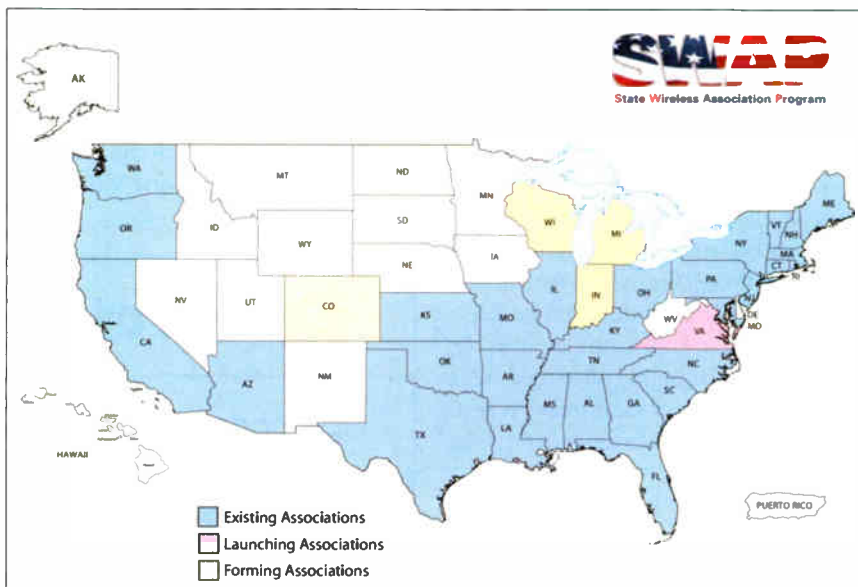 SWAP
State Wireless Association Program
AK
WA
MT
ND
MN
ME
OR
ID
SD
WI
MI
VT
NH
NY
WY
MA
CT
RI
NE
IA
PA
NV
UT
CO
IL
IN
OH
NJ
DE
MD
WV
VA
KS
MO
KY
CA
NC
TN
AZ
NM
OK
AR
SC
MS
AL
GA
TX
LA
FL
HAWAII
PUERTO RICO
Existing Associations
Launching Associations
Forming Associations